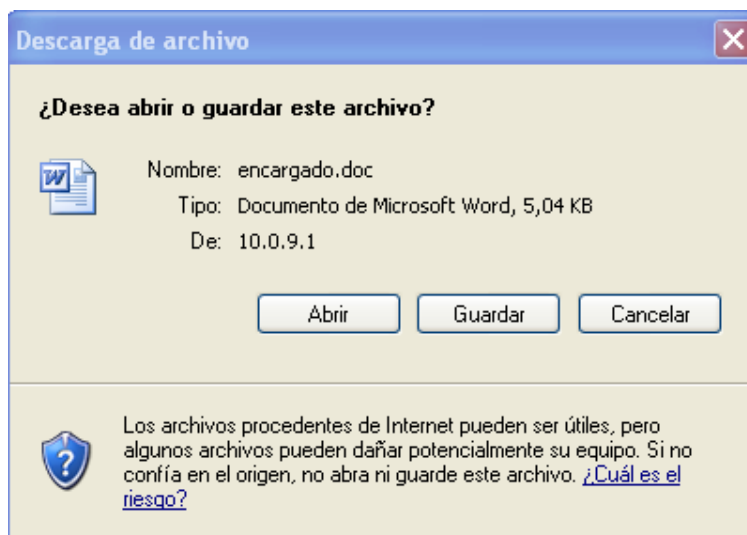 Descarga de archivo
¿Desea abrir o guardar este archivo?
Nombre: encargado.doc
Tipo: Documento de Microsoft Word, 5,04 KB
De: 10.0.9.1
Abrir Guardar Cancelar
Los archivos procedentes de Internet pueden ser útiles, pero
algunos archivos pueden dañar potencialmente su equipo. Si no
confía en el origen, no abra ni guarde este archivo. ¿Cuál es el
riesgo?